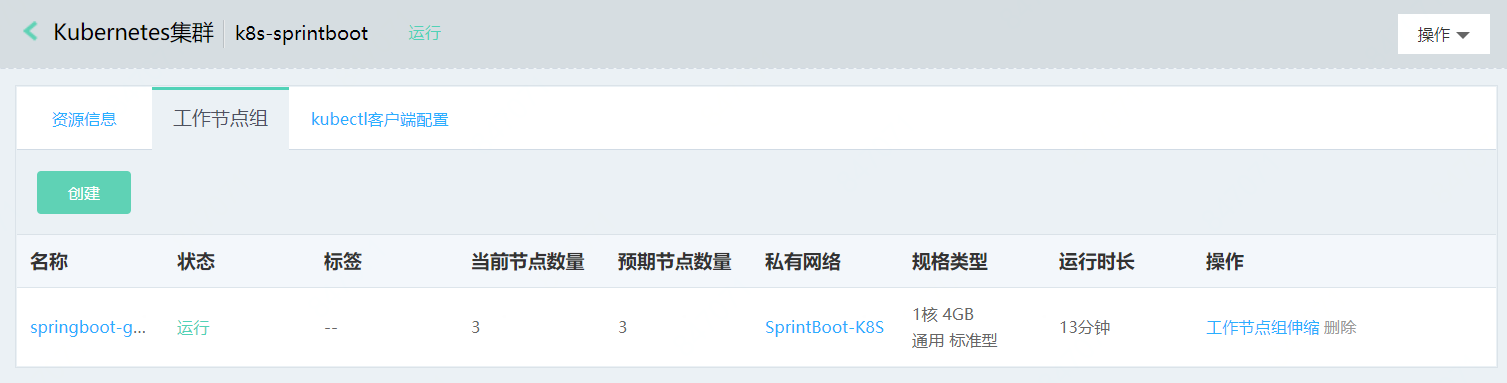 Kubernetes集群 k8s-sprintboot 运行 操作
资源信息 工作节点组 kubectl客户端配置
创建
名称 状态 标签 当前节点数量 预期节点数量 私有网络 规格类型 运行时长 操作
springboot-g... 运行 -- 3 3 SprintBoot-K8S 1核 4GB 13分钟 工作节点组伸缩 删除
通用 标准型